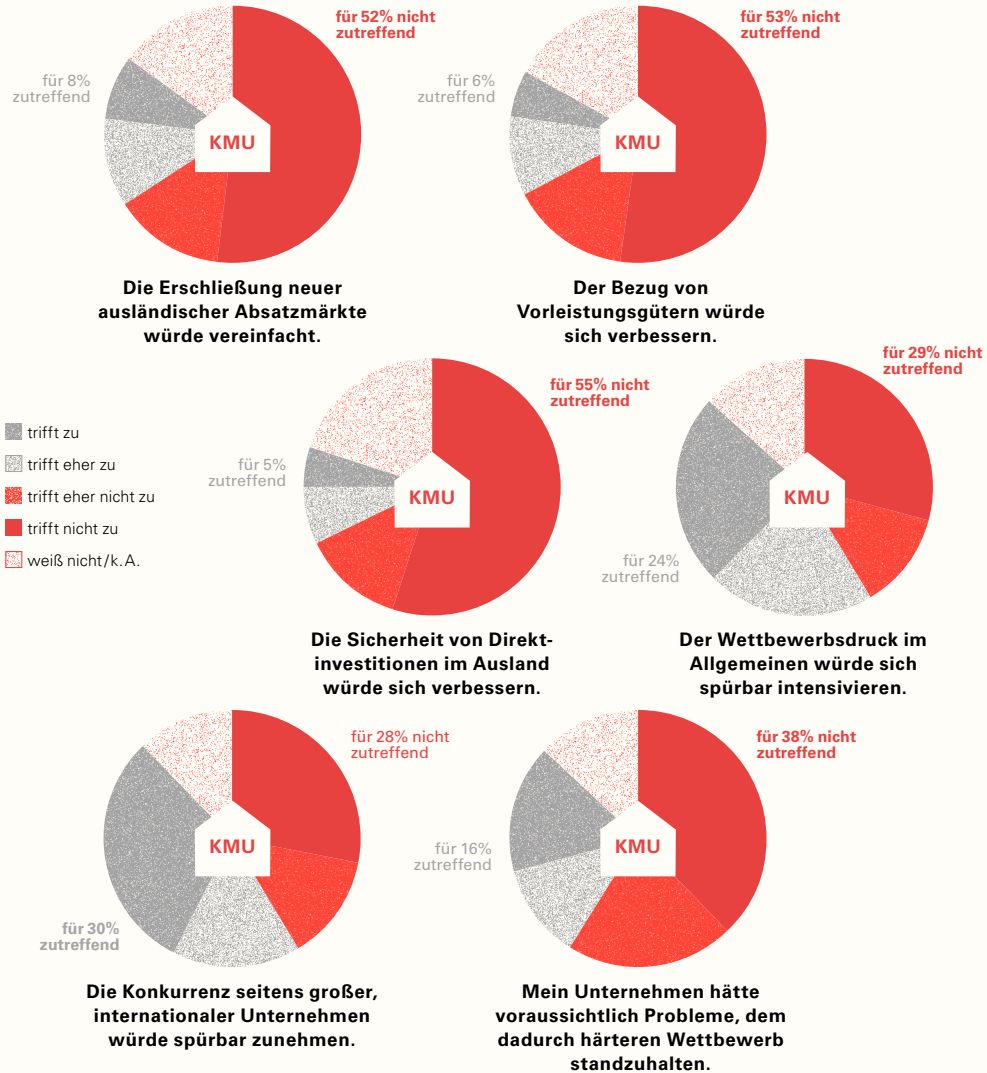 für 52% nicht
zutreffend
für 8%
zutreffend
KMU
Die Erschließung neuer
ausländischer Absatzmärkte
würde vereinfacht.
für 53% nicht
zutreffend
für 6%
zutreffend
KMU
Der Bezug von
Vorleistungsgütern würde
sich verbessern.
trifft zu
trifft eher zu
trifft eher nicht zu
trifft nicht zu
weiß nicht/k.A.
für 55% nicht
zutreffend
für 5%
zutreffend
KMU
Die Sicherheit von Direkt-
investitionen im Ausland
würde sich verbessern.
für 29% nicht
zutreffend
KMU
für 24%
zutreffend
Der Wettbewerbsdruck im
Allgemeinen würde sich
spürbar intensivieren.
für 28% nicht
zutreffend
KMU
für 30%
zutreffend
Die Konkurrenz seitens großer,
internationaler Unternehmen
würde spürbar zunehmen.
für 38% nicht
zutreffend
KMU
für 16%
zutreffend
Mein Unternehmen hätte
voraussichtlich Probleme, dem
dadurch härteren Wettbewerb
standzuhalten.